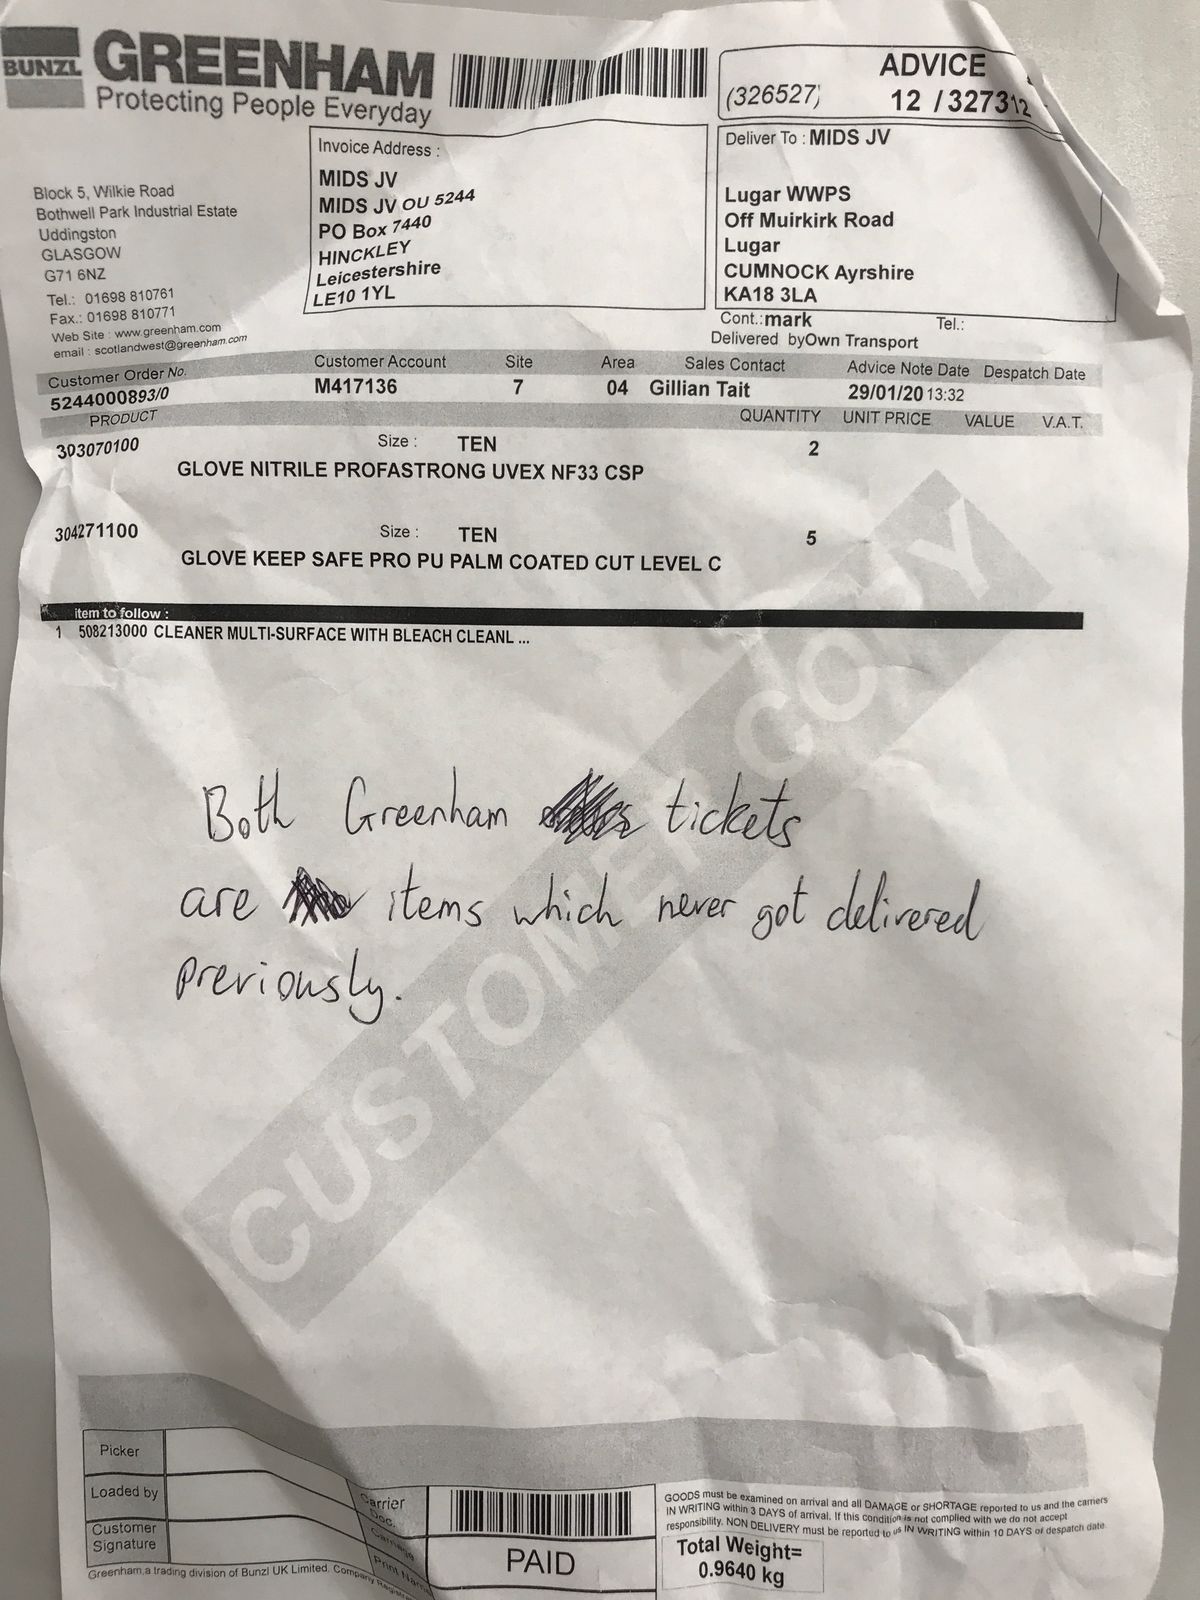 BUNZL GREENHAM
Protecting People Everyday
ADVICE
(326527) 12 / 327312
Block 5, Wilkie Road
Bothwell Park Industrial Estate
Uddingston
GLASGOW
G71 6NZ
Tel.: 01698 810761
Fax.: 01698 810771
Web Site : www.greenham.com
email : scotlandwest@greenham.com
Invoice Address :
MIDS JV
MIDS JV OU 5244
PO Box 7440
HINCKLEY
Leicestershire
LE10 1YL
Deliver To : MIDS JV
Lugar WWPS
Off Muirkirk Road
Lugar
CUMNOCK Ayrshire
KA18 3LA
Cont.:mark Tel.:
Delivered byOwn Transport
Customer Order No. Customer Account Site Area Sales Contact Advice Note Date Despatch Date
5244000893/0 M417136 7 04 Gillian Tait 29/01/20 13:32
PRODUCT QUANTITY UNIT PRICE VALUE V.A.T.
303070100 Size : TEN 2
GLOVE NITRILE PROFASTRONG UVEX NF33 CSP
304271100 Size : TEN 5
GLOVE KEEP SAFE PRO PU PALM COATED CUT LEVEL C
item to follow :
1 508213000 CLEANER MULTI-SURFACE WITH BLEACH CLEANL ...
CUSTOMER COPY
Both Greenham tickets
are items which never got delivered
previously.
Picker
Loaded by
Customer
Signature
Carrier
Doc.
Carriage
Print Name
PAID
GOODS must be examined on arrival and all DAMAGE or SHORTAGE reported to us and the carriers
IN WRITING within 3 DAYS of arrival. If this condition is not complied with we do not accept
responsibility. NON DELIVERY must be reported to us IN WRITING within 10 DAYS of despatch date
Total Weight=
0.9640 kg
Greenham,a trading division of Bunzl UK Limited. Company